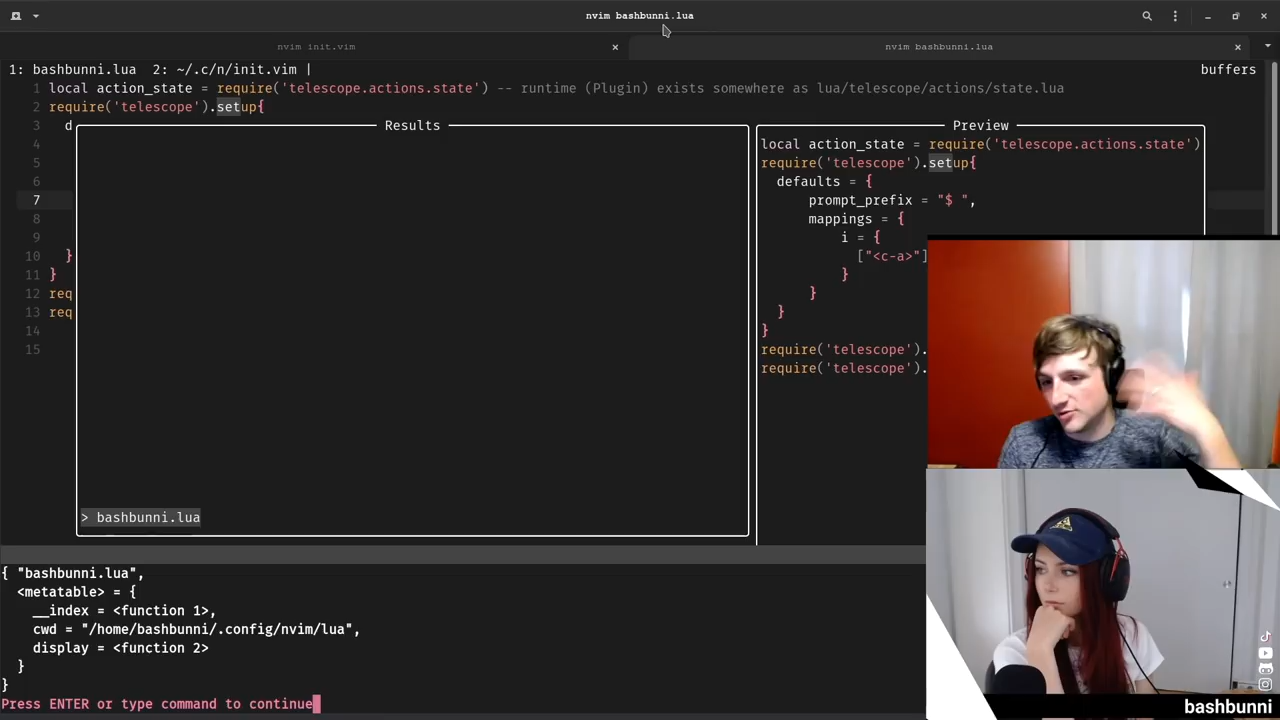 nvim bashbunni.lua
nvim init.vim
nvim bashbunni.lua
1: bashbunni.lua  2: ~/.c/n/init.vim |
buffers
1 local action_state = require('telescope.actions.state') -- runtime (Plugin) exists somewhere as lua/telescope/actions/state.lua
2 require('telescope').setup{
3   d
4
5
6
7
8
9
10   }
11 }
12 req
13 req
14
15
Results
> bashbunni.lua
Preview
local action_state = require('telescope.actions.state')
require('telescope').setup{
  defaults = {
      prompt_prefix = "$ ",
      mappings = {
          i = {
            ["<c-a>"]
          }
      }
  }
}
require('telescope').
require('telescope').
{ "bashbunni.lua",
  <metatable> = {
    __index = <function 1>,
    cwd = "/home/bashbunni/.config/nvim/lua",
    display = <function 2>
  }
}
Press ENTER or type command to continue
bashbunni